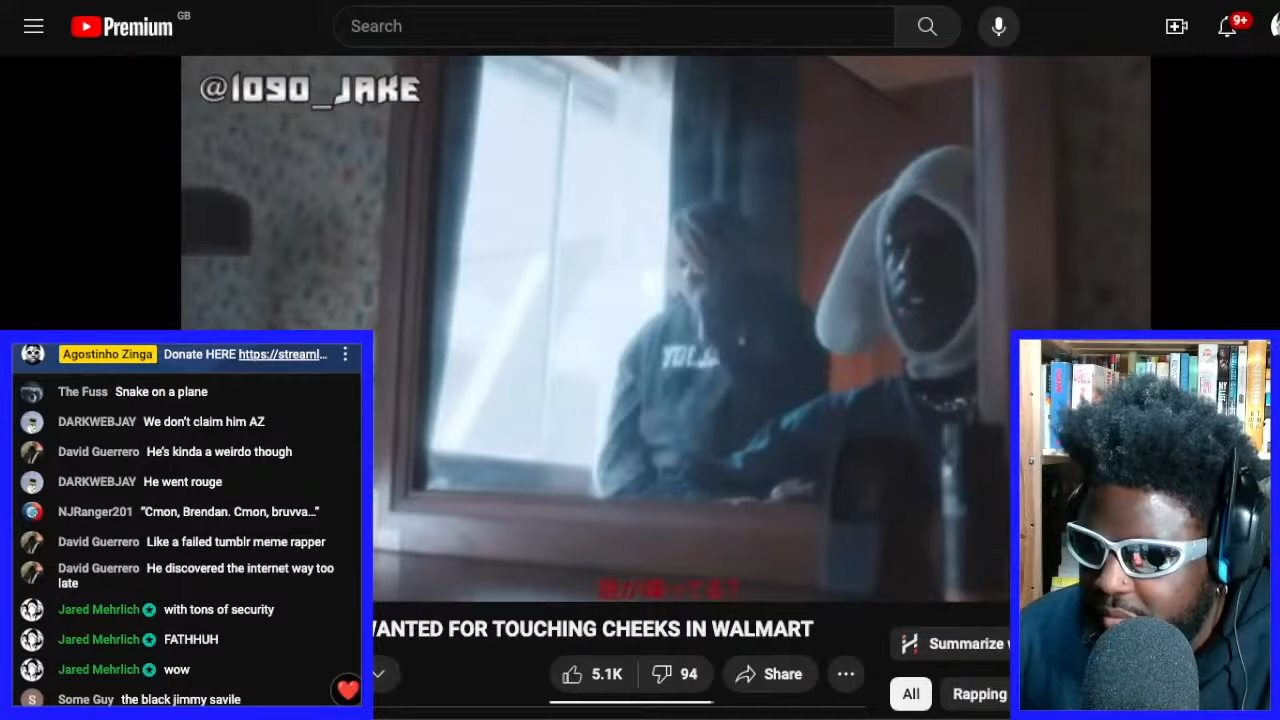 Premium GB
Search
9+
@1090_JAKE
Agostinho Zinga Donate HERE https://streaml...
The Fuss Snake on a plane
DARKWEBJAY We don't claim him AZ
David Guerrero He's kinda a weirdo though
DARKWEBJAY He went rouge
NJRanger201 “Cmon, Brendan. Cmon, bruvva...”
David Guerrero Like a failed tumblr meme rapper
David Guerrero He discovered the internet way too
late
Jared Mehrlich with tons of security
Jared Mehrlich FATHHUH
Jared Mehrlich wow
S Some Guy the black jimmy savile
ANTED FOR TOUCHING CHEEKS IN WALMART
5.1K
94
Share
Summarize
All
Rapping